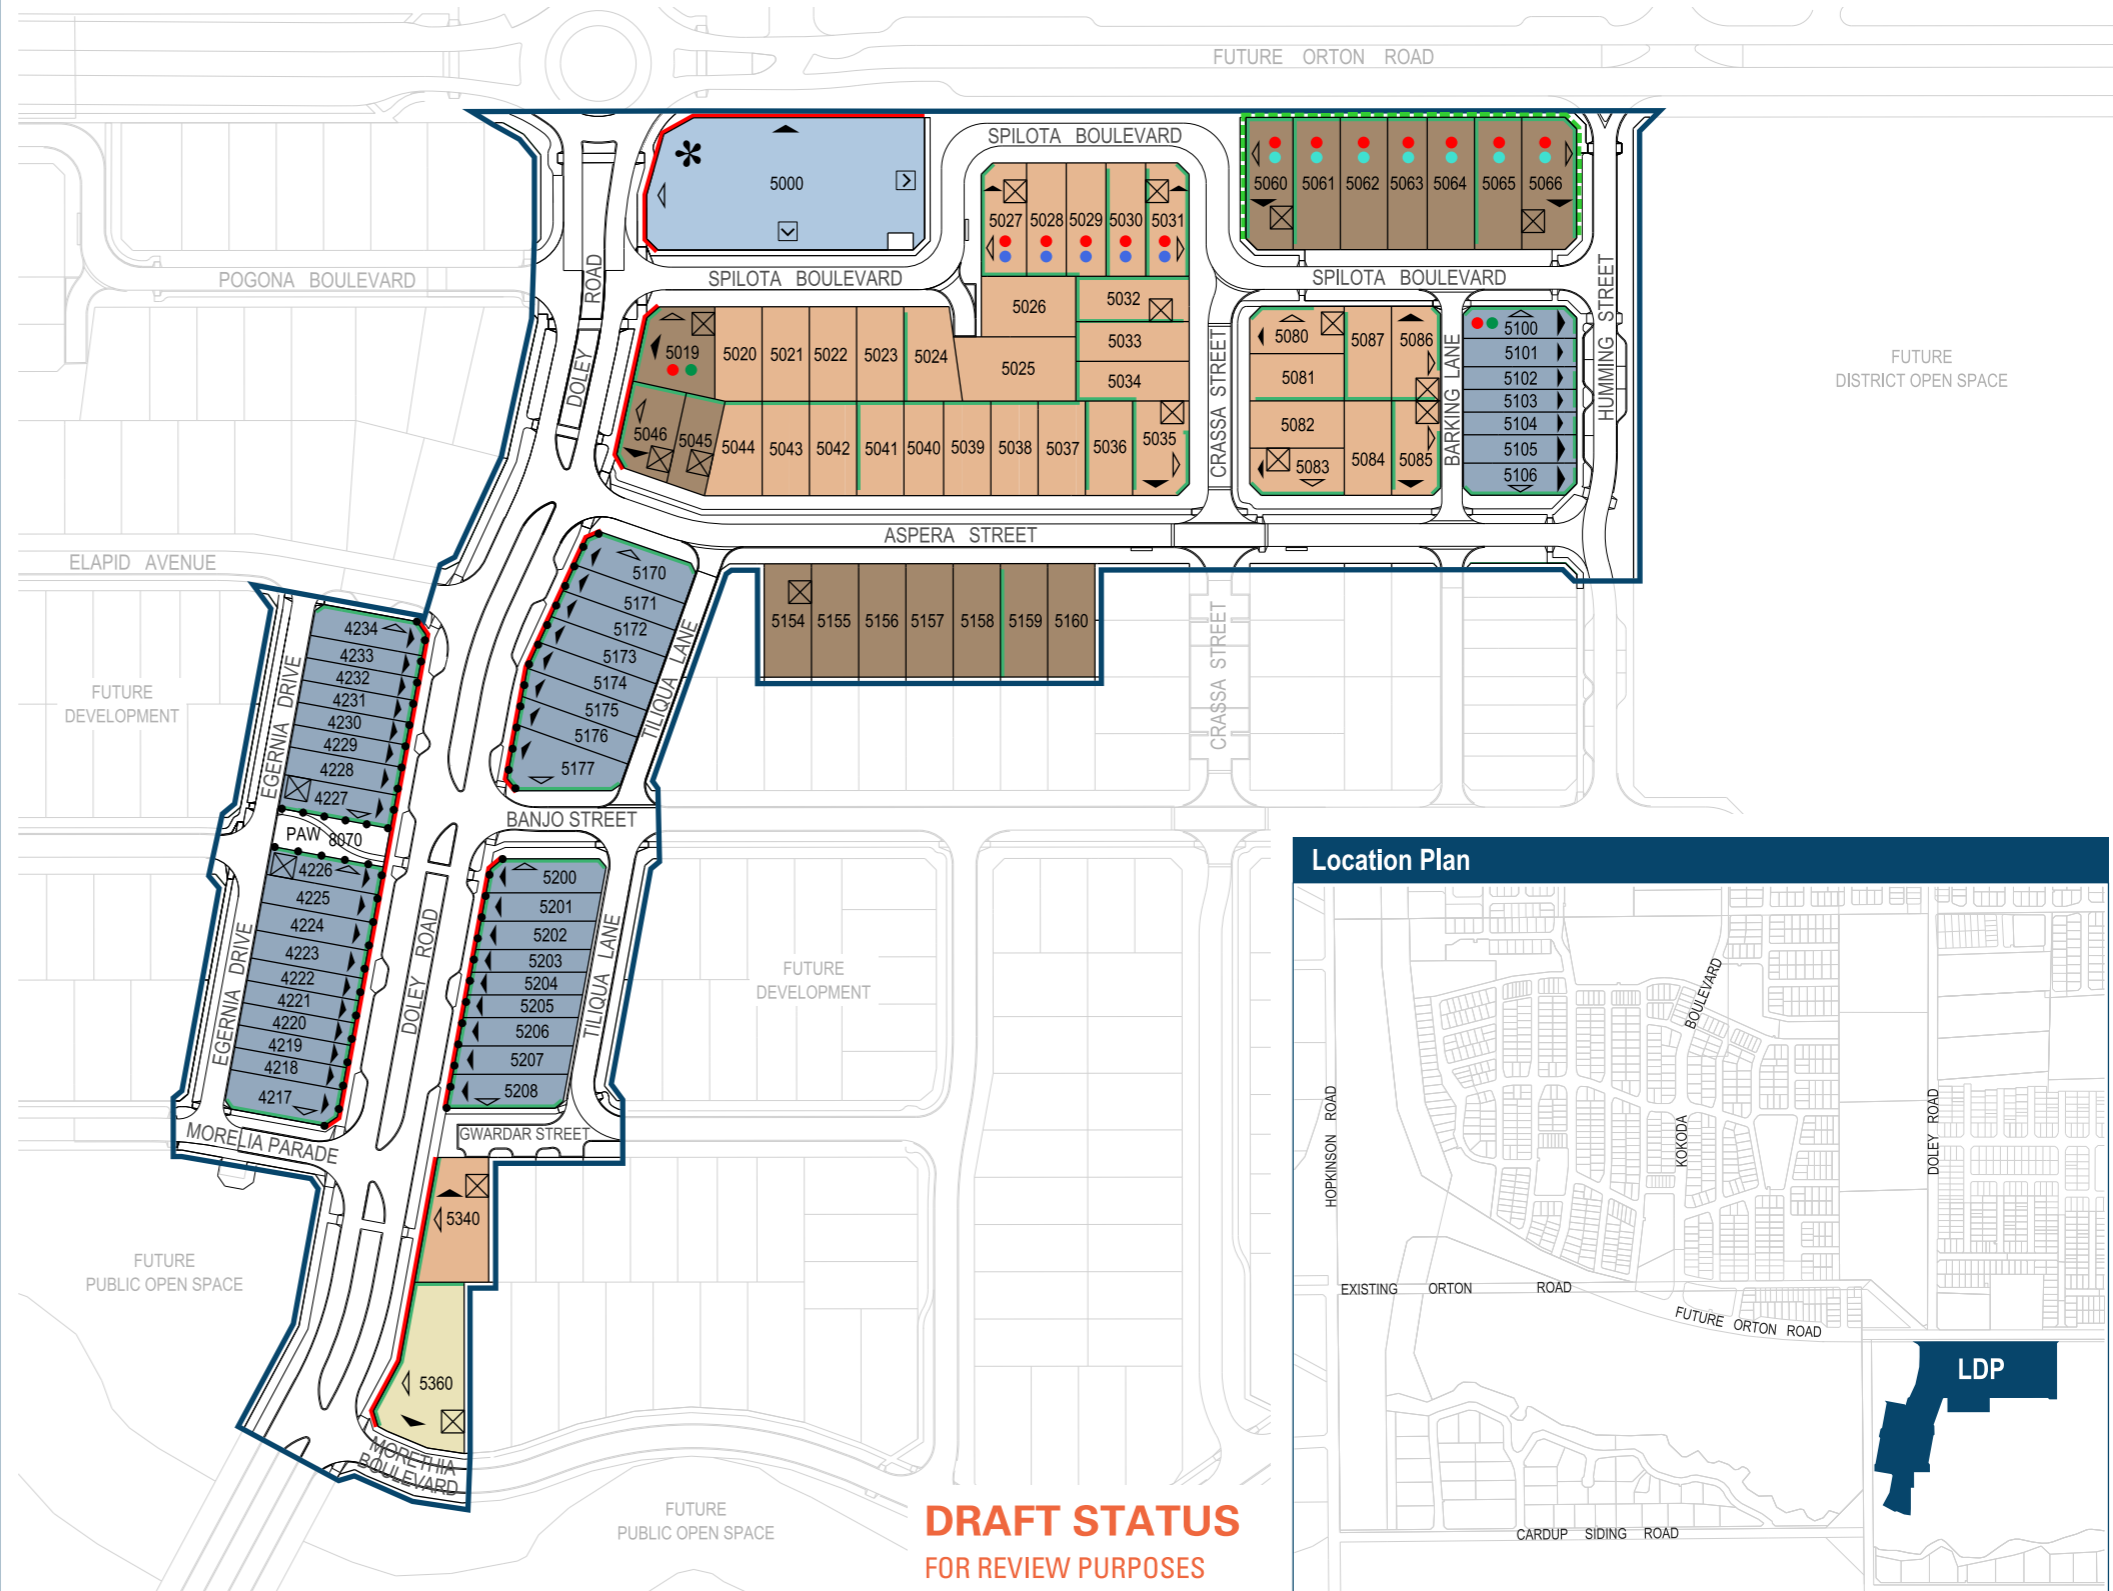 FUTURE ORTON ROAD
SPILOTA BOULEVARD
5000
5027 5028 5029 5030 5031
5060 5061 5062 5063 5064 5065 5066
POGONA BOULEVARD
DOLEY ROAD
SPILOTA BOULEVARD
SPILOTA BOULEVARD
HUMMING STREET
5026
5032
5033
5034
5025
5019 5020 5021 5022 5023 5024
CRASSA STREET
5080
5081
5082
5083
5087 5086
5084 5085
BARKING LANE
5100
5101
5102
5103
5104
5105
5106
FUTURE
DISTRICT OPEN SPACE
5046 5045 5044 5043 5042 5041 5040 5039 5038 5037 5036 5035
ASPERA STREET
ELAPID AVENUE
5170
5171
5172
5173
5174
5175
5176
5177
TILIQUA LANE
5154 5155 5156 5157 5158 5159 5160
CRASSA STREET
4234
4233
4232
4231
4230
4229
4228
4227
EGERNIA DRIVE
FUTURE
DEVELOPMENT
BANJO STREET
PAW 8070
4226
4225
4224
4223
4222
4221
4220
4219
4218
4217
EGERNIA DRIVE
DOLEY ROAD
5200
5201
5202
5203
5204
5205
5206
5207
5208
TILIQUA LANE
FUTURE
DEVELOPMENT
MORELIA PARADE
GWARDAR STREET
5340
FUTURE
PUBLIC OPEN SPACE
5360
MORETHIA
BOULEVARD
FUTURE
PUBLIC OPEN SPACE
DRAFT STATUS
FOR REVIEW PURPOSES
Location Plan
BOULEVARD
KOKODA
HOPKINSON ROAD
DOLEY ROAD
EXISTING ORTON ROAD
FUTURE ORTON ROAD
LDP
CARDUP SIDING ROAD